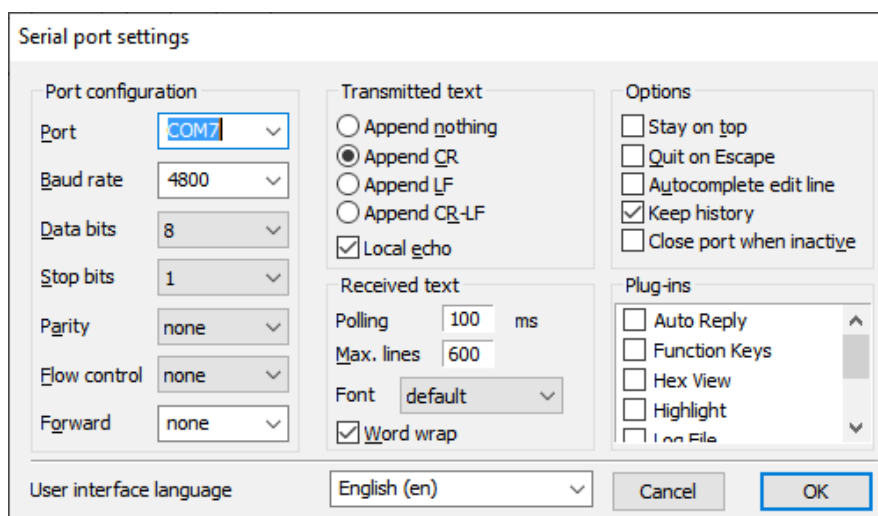 Serial port settings
Port configuration
Port COM7
Baud rate 4800
Data bits 8
Stop bits 1
Parity none
Flow control none
Forward none
Transmitted text
Append nothing
Append CR
Append LF
Append CR-LF
Local echo
Received text
Polling 100 ms
Max. lines 600
Font default
Word wrap
Options
Stay on top
Quit on Escape
Autocomplete edit line
Keep history
Close port when inactive
Plug-ins
Auto Reply
Function Keys
Hex View
Highlight
Log File
User interface language English (en)
Cancel OK